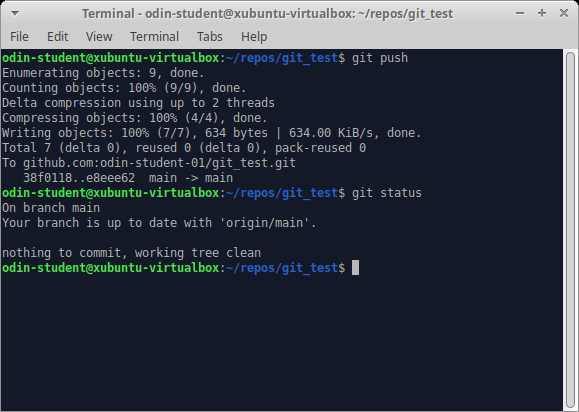 Terminal - odin-student@xubuntu-virtualbox: ~/repos/git_test
File Edit View Terminal Tabs Help
odin-student@xubuntu-virtualbox:~/repos/git_test$ git push
Enumerating objects: 9, done.
Counting objects: 100% (9/9), done.
Delta compression using up to 2 threads
Compressing objects: 100% (4/4), done.
Writing objects: 100% (7/7), 634 bytes | 634.00 KiB/s, done.
Total 7 (delta 0), reused 0 (delta 0), pack-reused 0
To github.com:odin-student-01/git_test.git
   38f0118..e8eee62  main -> main
odin-student@xubuntu-virtualbox:~/repos/git_test$ git status
On branch main
Your branch is up to date with 'origin/main'.

nothing to commit, working tree clean
odin-student@xubuntu-virtualbox:~/repos/git_test$